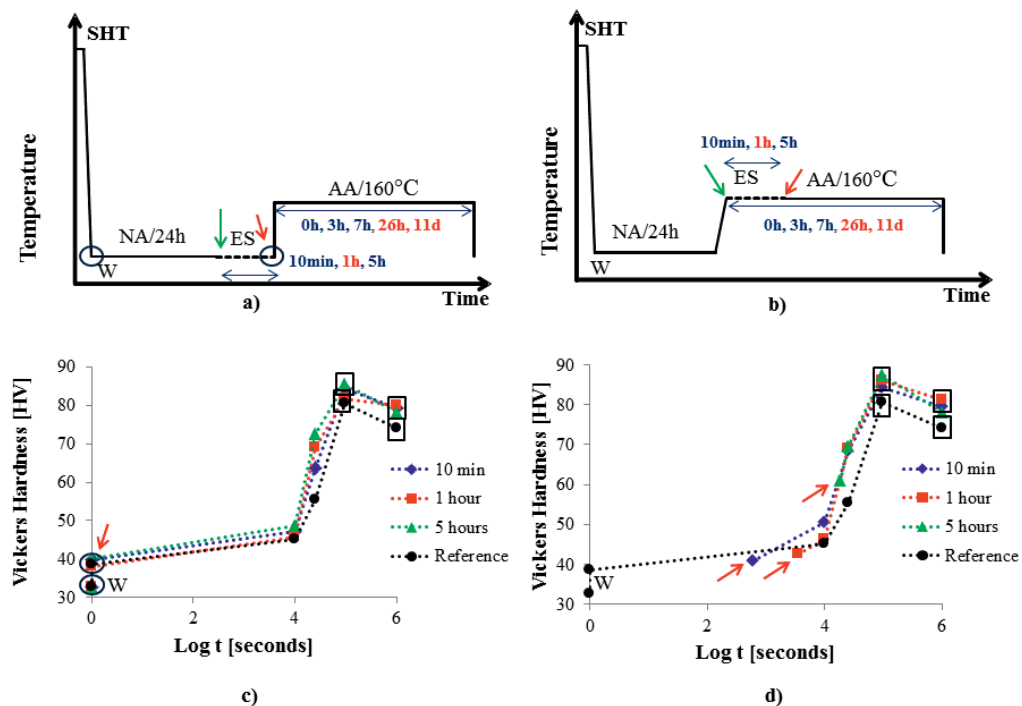 SHT
Temperature
NA/24h
W
ES
AA/160°C
0h, 3h, 7h, 26h, 11d
10min, 1h, 5h
Time
a)
SHT
Temperature
NA/24h
W
10min, 1h, 5h
ES
AA/160°C
0h, 3h, 7h, 26h, 11d
Time
b)
Vickers Hardness [HV]
90
80
70
60
50
40
30
W
0
2
4
6
Log t [seconds]
10 min
1 hour
5 hours
Reference
c)
Vickers Hardness [HV]
90
80
70
60
50
40
30
W
0
2
4
6
Log t [seconds]
10 min
1 hour
5 hours
Reference
d)